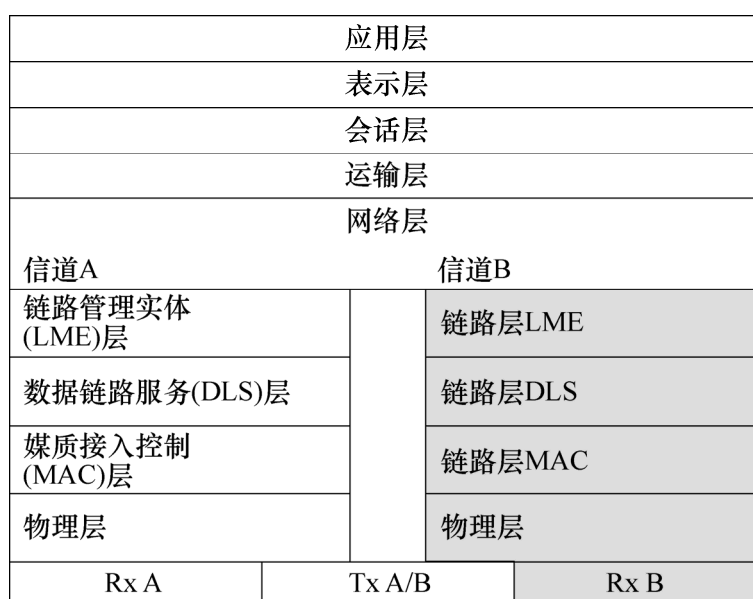 应用层
表示层
会话层
运输层
网络层
信道A
信道B
链路管理实体
(LME)层
链路层LME
数据链路服务(DLS)层
链路层DLS
媒质接入控制
(MAC)层
链路层MAC
物理层
物理层
Rx A
Tx A/B
Rx B